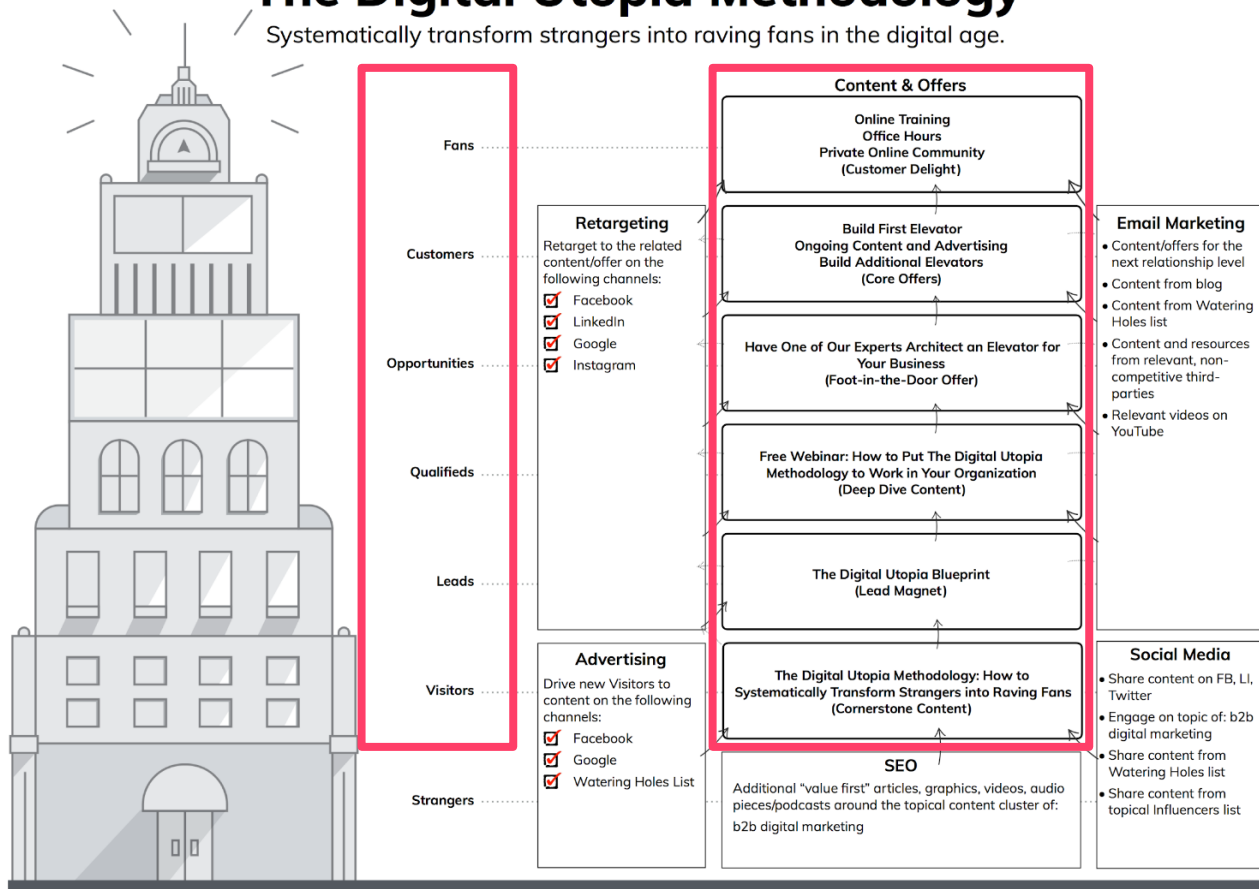 The Digital Utopia Methodology
Systematically transform strangers into raving fans in the digital age.
Fans
Customers
Opportunities
Qualifieds
Leads
Visitors
Strangers
Retargeting
Retarget to the related
content/offer on the
following channels:
Facebook
LinkedIn
Google
Instagram
Advertising
Drive new Visitors to
content on the following
channels:
Facebook
Google
Watering Holes List
Content & Offers
Online Training
Office Hours
Private Online Community
(Customer Delight)
Build First Elevator
Ongoing Content and Advertising
Build Additional Elevators
(Core Offers)
Have One of Our Experts Architect an Elevator for
Your Business
(Foot-in-the-Door Offer)
Free Webinar: How to Put The Digital Utopia
Methodology to Work in Your Organization
(Deep Dive Content)
The Digital Utopia Blueprint
(Lead Magnet)
The Digital Utopia Methodology: How to
Systematically Transform Strangers into Raving Fans
(Cornerstone Content)
SEO
Additional “value first” articles, graphics, videos, audio
pieces/podcasts around the topical content cluster of:
b2b digital marketing
Email Marketing
• Content/offers for the
next relationship level
• Content from blog
• Content from Watering
Holes list
• Content and resources
from relevant, non-
competitive third-
parties
• Relevant videos on
YouTube
Social Media
• Share content on FB, LI,
Twitter
• Engage on topic of: b2b
digital marketing
• Share content from
Watering Holes list
• Share content from
topical Influencers list